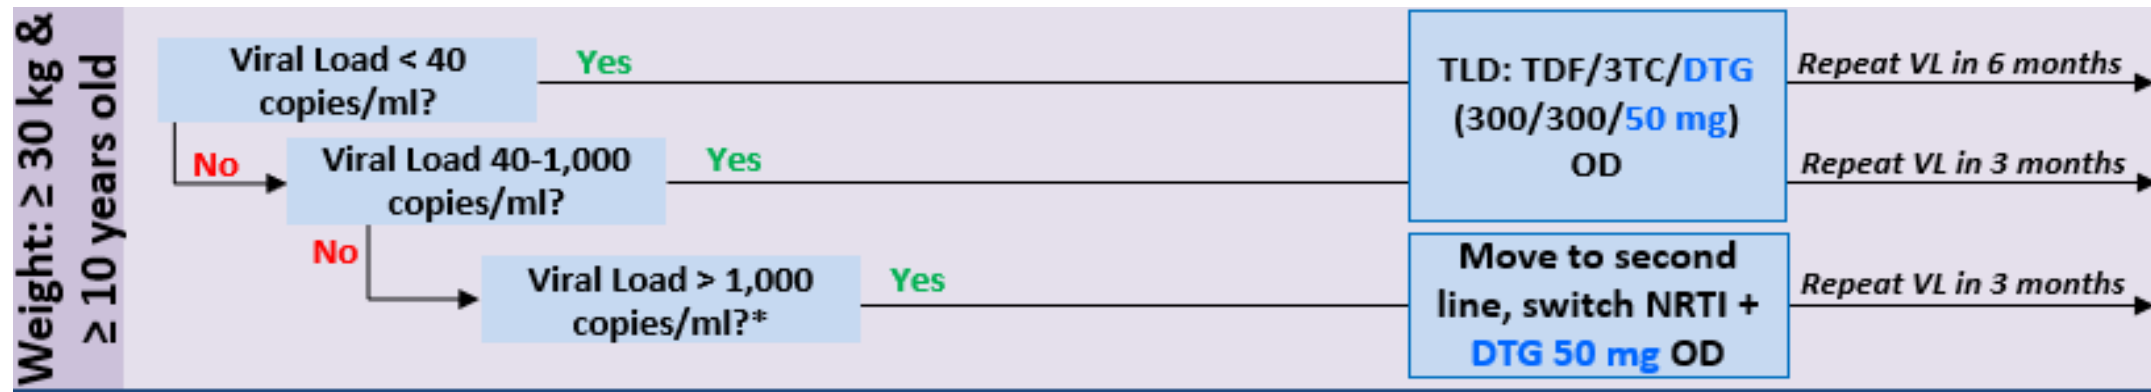 Weight: ≥ 30 kg &
≥ 10 years old
Viral Load < 40
copies/ml?
Yes
No
Viral Load 40-1,000
copies/ml?
Yes
No
Viral Load > 1,000
copies/ml?*
Yes
TLD: TDF/3TC/DTG
(300/300/50 mg)
OD
Move to second
line, switch NRTI +
DTG 50 mg OD
Repeat VL in 6 months
Repeat VL in 3 months
Repeat VL in 3 months